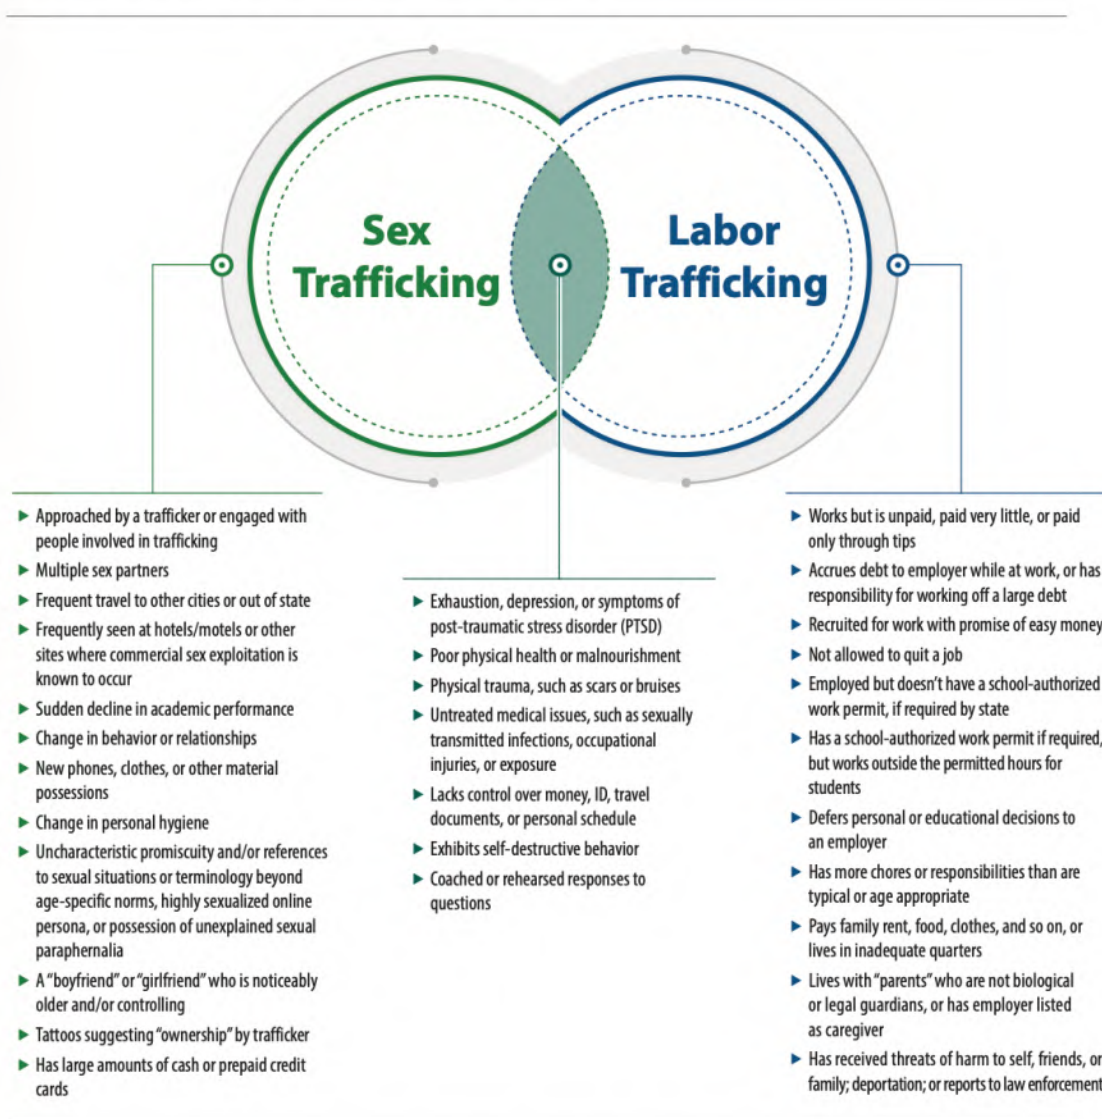 Sex
Trafficking
Labor
Trafficking
► Approached by a trafficker or engaged with
people involved in trafficking
► Multiple sex partners
► Frequent travel to other cities or out of state
► Frequently seen at hotels/motels or other
sites where commercial sex exploitation is
known to occur
► Sudden decline in academic performance
► Change in behavior or relationships
► New phones, clothes, or other material
possessions
► Change in personal hygiene
► Uncharacteristic promiscuity and/or references
to sexual situations or terminology beyond
age-specific norms, highly sexualized online
persona, or possession of unexplained sexual
paraphernalia
► A “boyfriend” or “girlfriend” who is noticeably
older and/or controlling
► Tattoos suggesting “ownership” by trafficker
► Has large amounts of cash or prepaid credit
cards
► Exhaustion, depression, or symptoms of
post-traumatic stress disorder (PTSD)
► Poor physical health or malnourishment
► Physical trauma, such as scars or bruises
► Untreated medical issues, such as sexually
transmitted infections, occupational
injuries, or exposure
► Lacks control over money, ID, travel
documents, or personal schedule
► Exhibits self-destructive behavior
► Coached or rehearsed responses to
questions
► Works but is unpaid, paid very little, or paid
only through tips
► Accrues debt to employer while at work, or has
responsibility for working off a large debt
► Recruited for work with promise of easy money
► Not allowed to quit a job
► Employed but doesn’t have a school-authorized
work permit, if required by state
► Has a school-authorized work permit if required,
but works outside the permitted hours for
students
► Defers personal or educational decisions to
an employer
► Has more chores or responsibilities than are
typical or age appropriate
► Pays family rent, food, clothes, and so on, or
lives in inadequate quarters
► Lives with “parents” who are not biological
or legal guardians, or has employer listed
as caregiver
► Has received threats of harm to self, friends, or
family; deportation; or reports to law enforcement